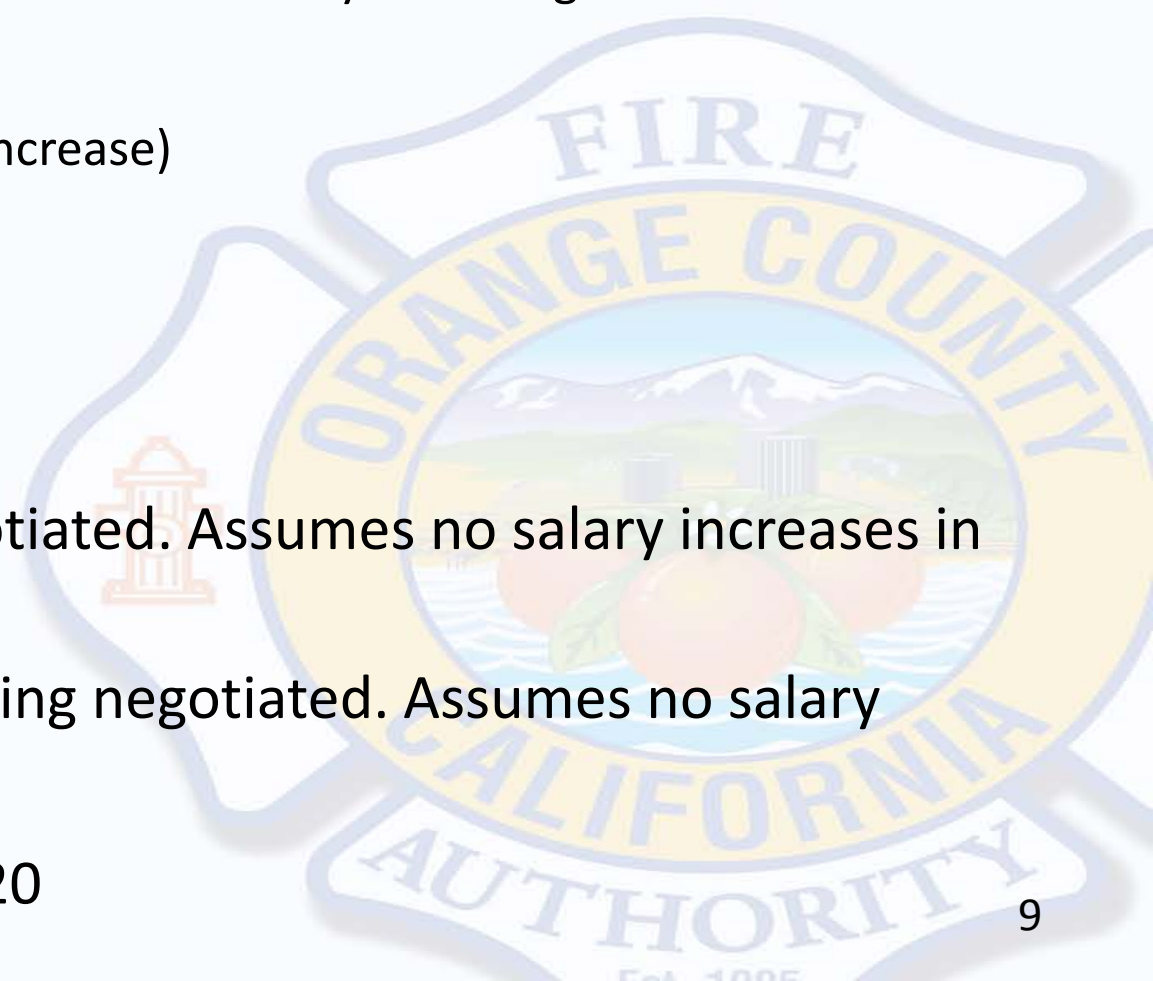 ncrease)
FIRE
ORANGE COUNTY
otiated. Assumes no salary increases in
ing negotiated. Assumes no salary
CALIFORNIA
20
AUTHORITY
9